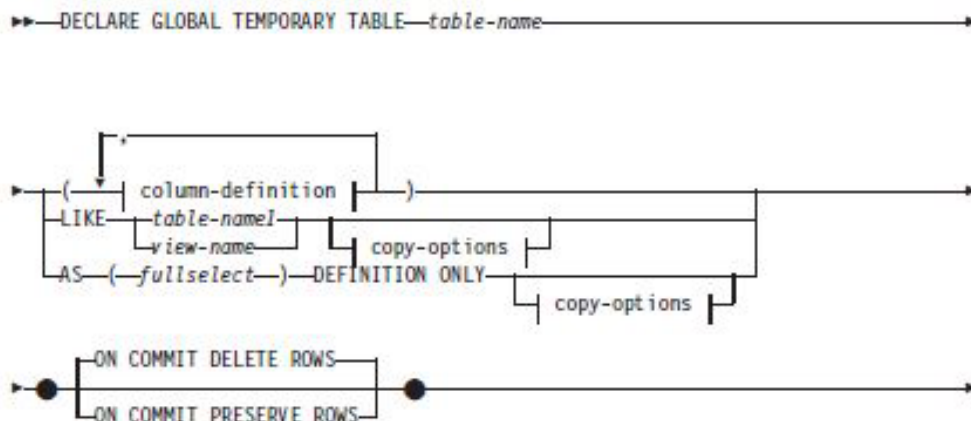 DECLARE GLOBAL TEMPORARY TABLE table-name
,
( column-definition )
LIKE table-name1 copy-options
view-name
AS ( fullselect ) DEFINITION ONLY copy-options
ON COMMIT DELETE ROWS
ON COMMIT PRESERVE ROWS